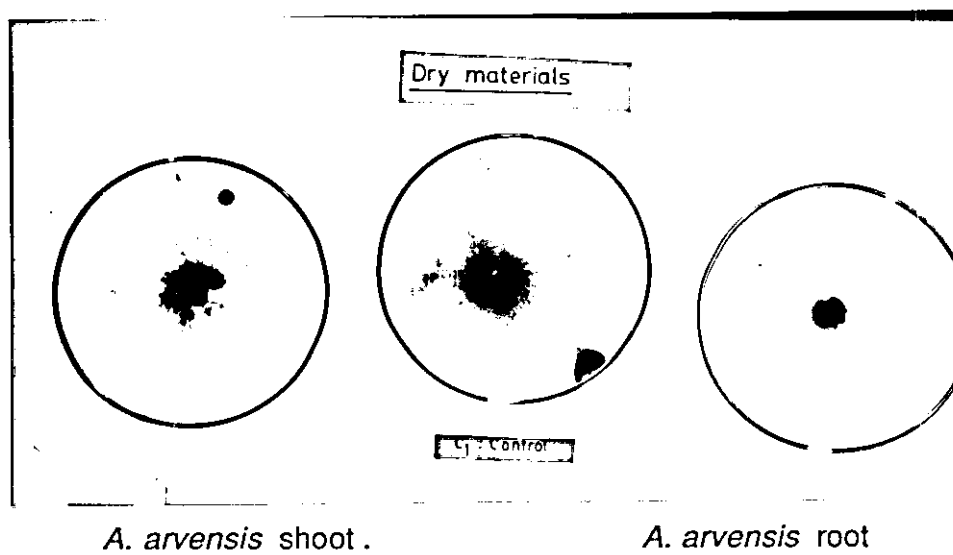 Dry materials
C1 : Control
A. arvensis shoot . A. arvensis root